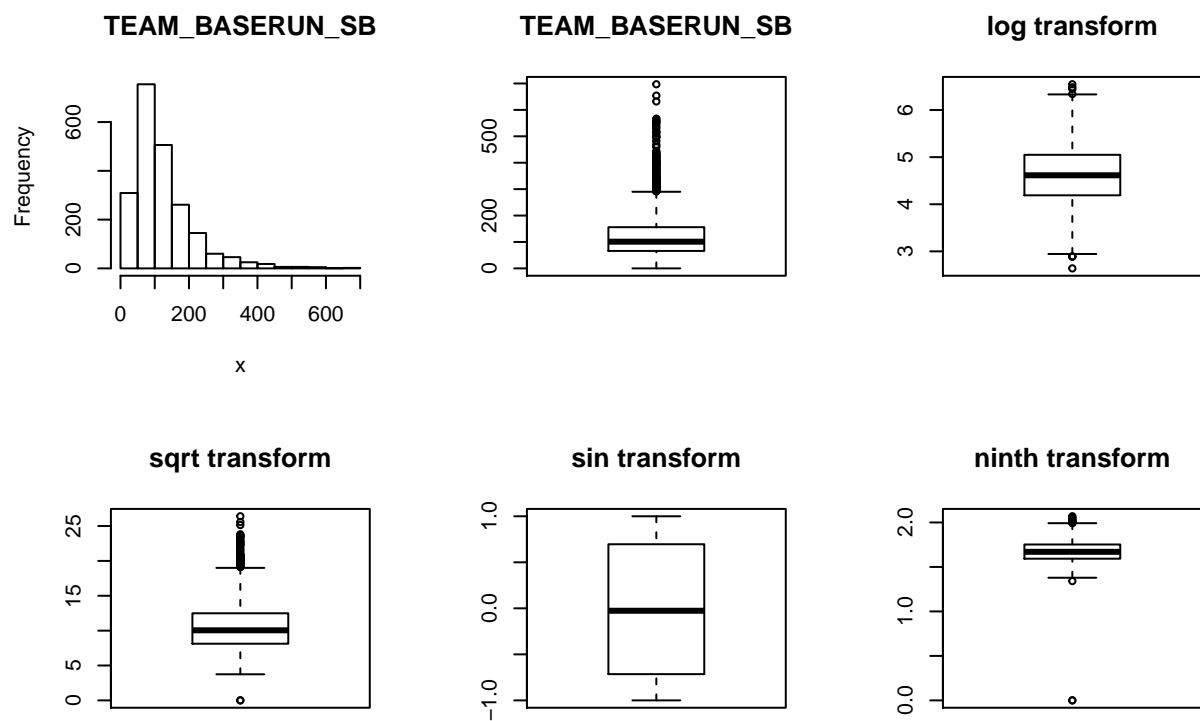 TEAM_BASERUN_SB
Frequency
600
200
0
0 200 400 600
x
TEAM_BASERUN_SB
500
200
0
log transform
6
5
4
3
sqrt transform
25
15
5
0
sin transform
1.0
0.0
−1.0
ninth transform
2.0
1.0
0.0